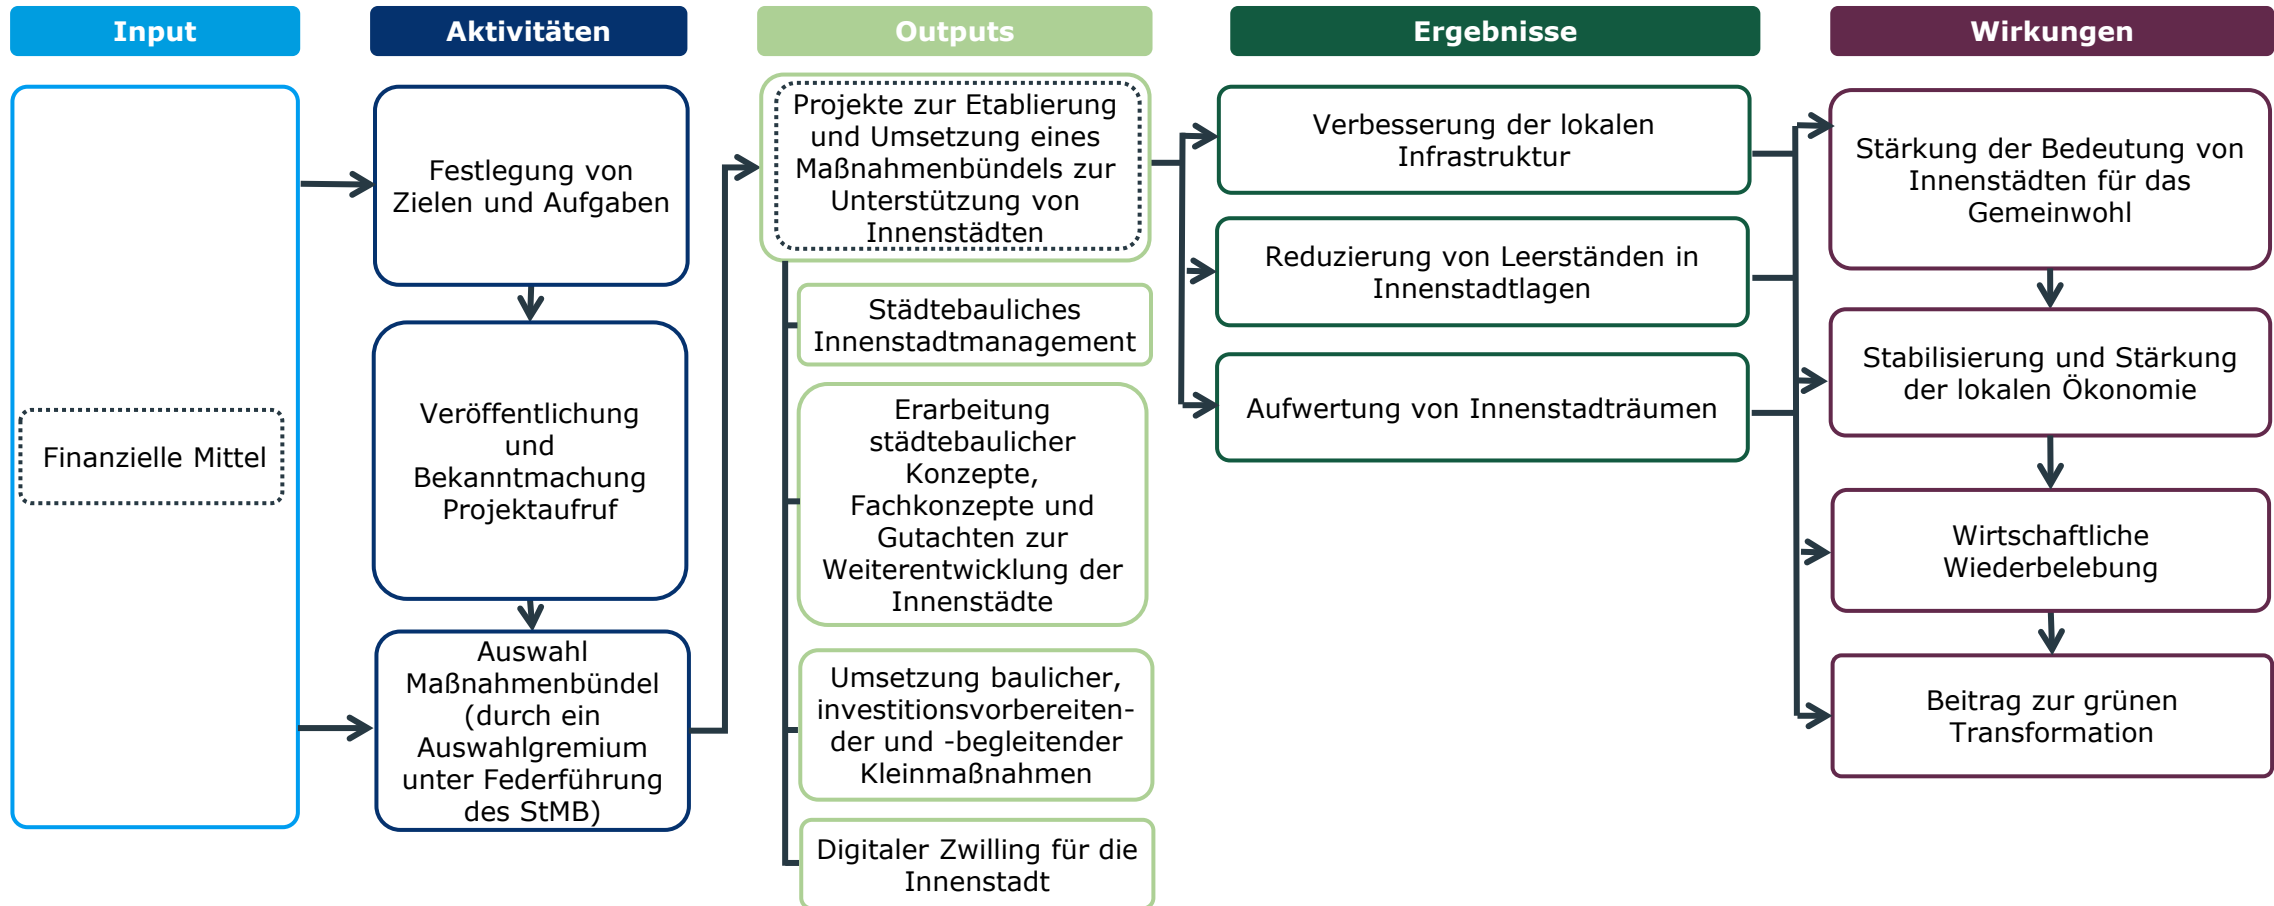 Input
Aktivitäten
Outputs
Ergebnisse
Wirkungen
Finanzielle Mittel
Festlegung von
Zielen und Aufgaben
Veröffentlichung
und
Bekanntmachung
Projektaufruf
Auswahl
Maßnahmenbündel
(durch ein
Auswahlgremium
unter Federführung
des StMB)
Projekte zur Etablierung
und Umsetzung eines
Maßnahmenbündels zur
Unterstützung von
Innenstädten
Städtebauliches
Innenstadtmanagement
Erarbeitung
städtebaulicher
Konzepte,
Fachkonzepte und
Gutachten zur
Weiterentwicklung der
Innenstädte
Umsetzung baulicher,
investitionsvorbereiten-
der und -begleitender
Kleinmaßnahmen
Digitaler Zwilling für die
Innenstadt
Verbesserung der lokalen
Infrastruktur
Reduzierung von Leerständen in
Innenstadtlagen
Aufwertung von Innenstadträumen
Stärkung der Bedeutung von
Innenstädten für das
Gemeinwohl
Stabilisierung und Stärkung
der lokalen Ökonomie
Wirtschaftliche
Wiederbelebung
Beitrag zur grünen
Transformation